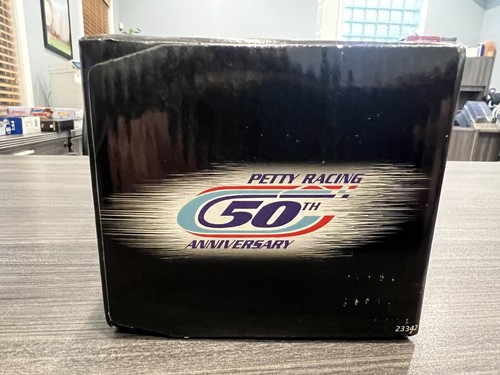 PETTY RACING
50TH
ANNIVERSARY
23342